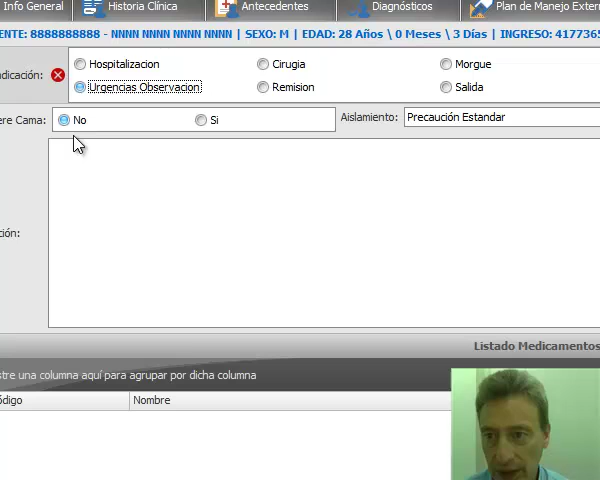 Info General Historia Clínica Antecedentes Diagnósticos Plan de Manejo Extern
ENTE: 8888888888 - NNNN NNNN NNNN NNNN | SEXO: M | EDAD: 28 Años \ 0 Meses \ 3 Días | INGRESO: 4177365
Hospitalizacion Cirugia Morgue
ndicación:
Urgencias Observacion Remision Salida
ere Cama: No Si Aislamiento: Precaución Estandar
ción:
Listado Medicamentos
stre una columna aquí para agrupar por dicha columna
ódigo Nombre